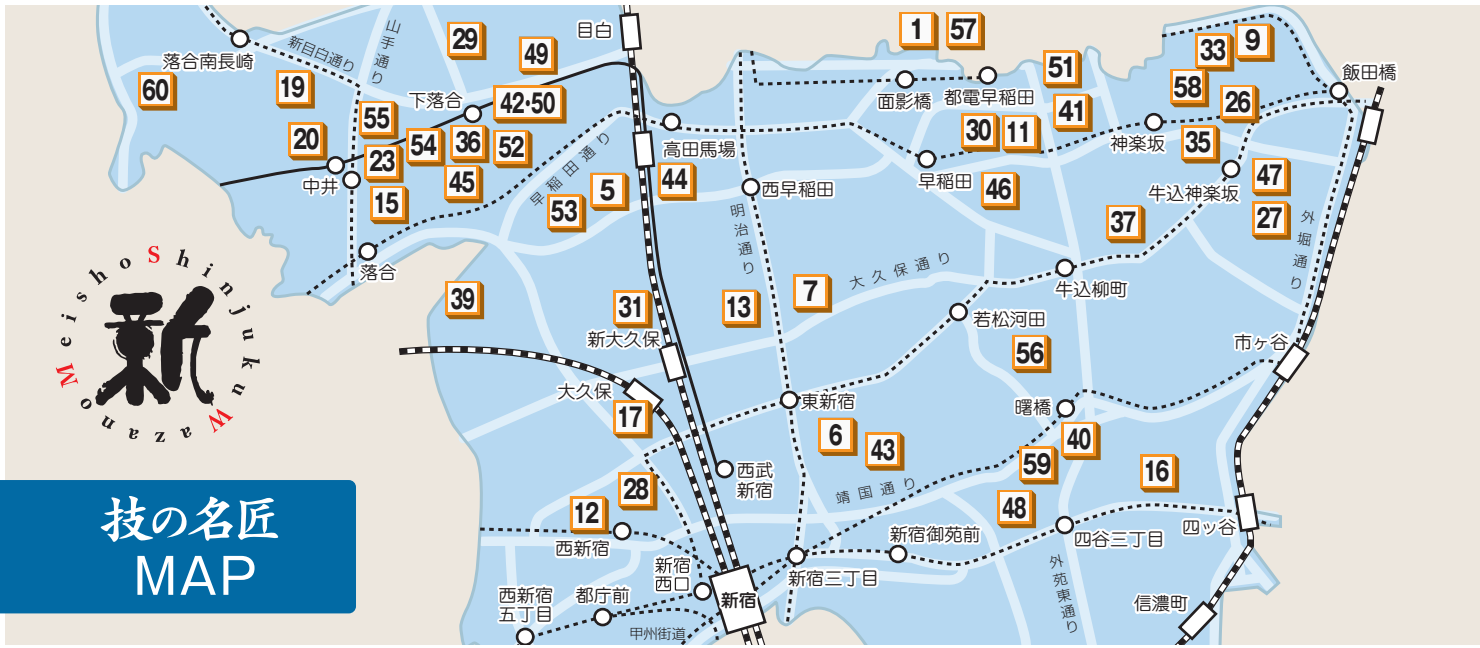 目白
1
57
山手通り
29
49
落合南長崎
新目白通り
33
9
飯田橋
60
19
下落合
42・50
面影橋
都電早稲田
51
58
26
55
41
20
54
36
52
高田馬場
30
11
神楽坂
35
中井
23
45
早稲田通り
5
44
西早稲田
早稲田
46
牛込神楽坂
47
15
53
明治通り
37
27
外堀通り
落合
大久保通り
牛込柳町
39
31
13
7
新大久保
若松河田
市ヶ谷
56
Meisho Shinjuku Wazano
新
大久保
17
東新宿
曙橋
6
43
40
59
16
西武
新宿
靖国通り
28
12
48
西新宿
新宿御苑前
四谷三丁目
四ッ谷
技の名匠
MAP
新宿
西口
新宿三丁目
外苑東通り
西新宿
五丁目
都庁前
新宿
信濃町
甲州街道